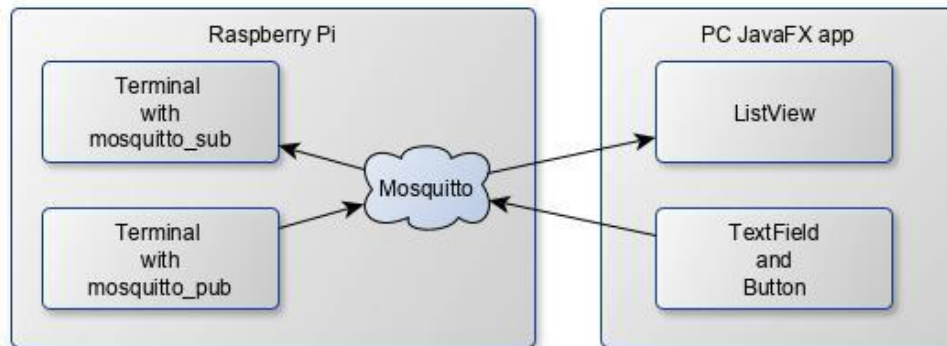 Raspberry Pi
Terminal
with
mosquitto_sub
Terminal
with
mosquitto_pub
Mosquitto
PC JavaFX app
ListView
TextField
and
Button